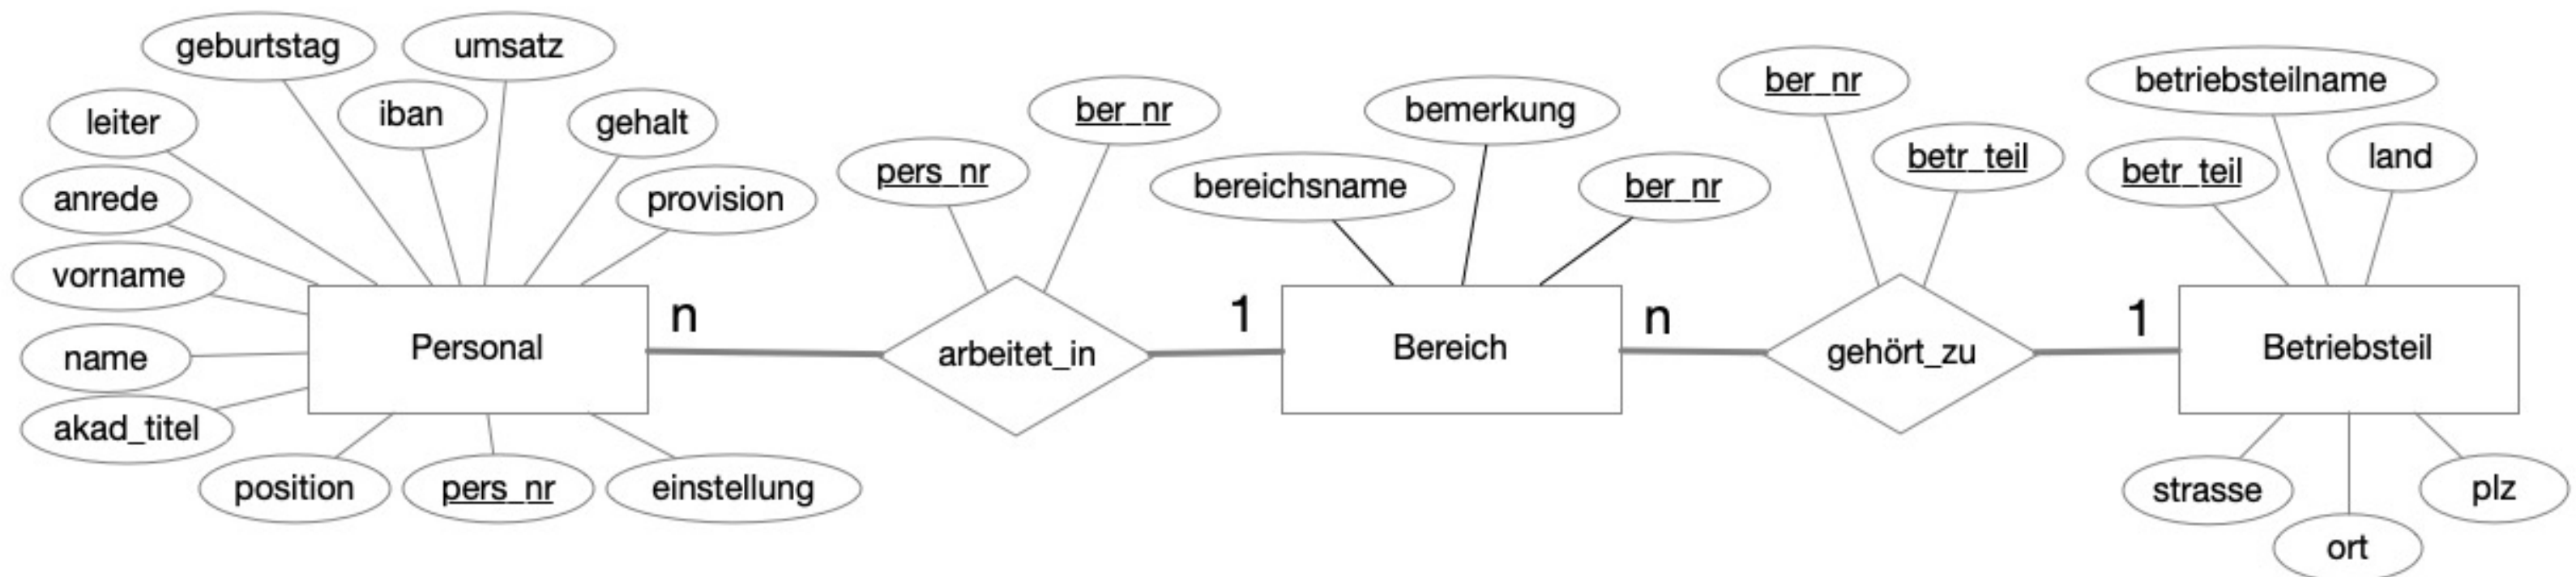 geburtstag
umsatz
leiter
iban
gehalt
anrede
provision
vorname
name
akad_titel
position
pers_nr
einstellung
Personal
n
pers_nr
ber_nr
arbeitet_in
1
bereichsname
bemerkung
ber_nr
Bereich
n
ber_nr
betr_teil
gehört_zu
1
betriebsteilname
betr_teil
land
Betriebsteil
strasse
ort
plz